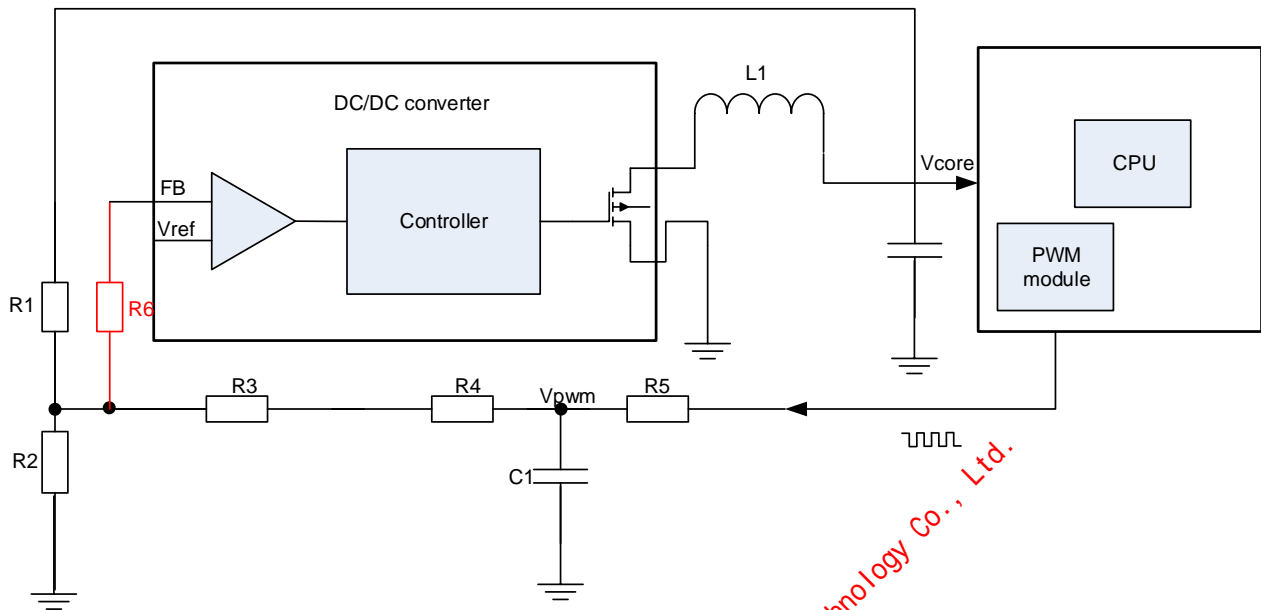 DC/DC converter
L1
FB
Vref
Controller
Vcore
CPU
PWM
module
R1
R6
R3
R4
Vpwm
R5
R2
C1
Co., Ltd.